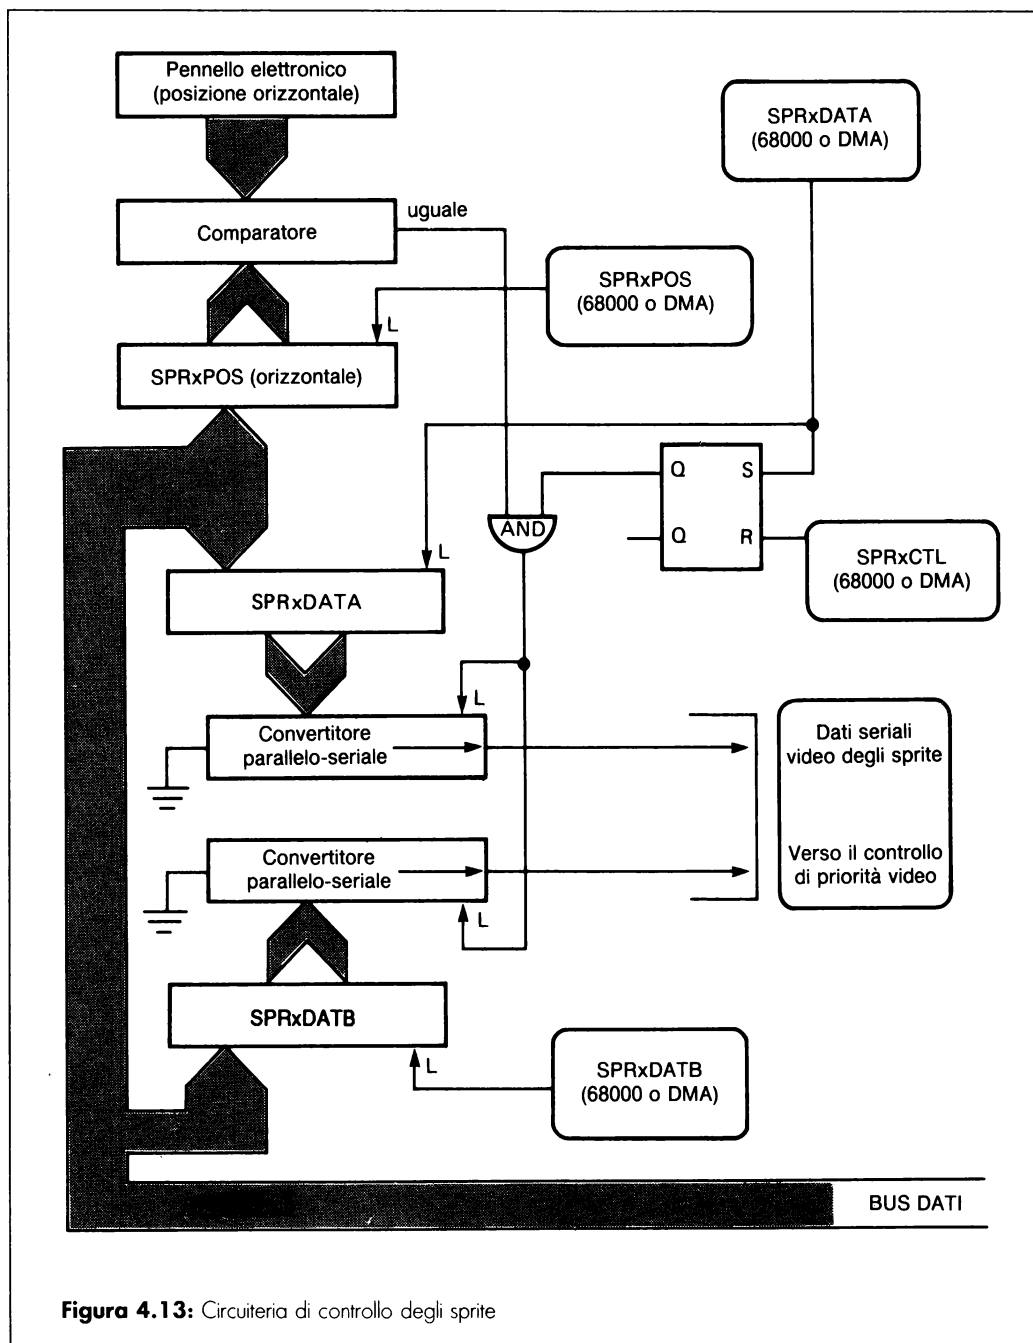 Pennello elettronico
(posizione orizzontale)
SPRxDATA
(68000 o DMA)
uguale
Comparatore
SPRxPOS
(68000 o DMA)
L
SPRxPOS (orizzontale)
Q
S
AND
Q
R
L
SPRxCTL
(68000 o DMA)
SPRxDATA
L
Convertitore
parallelo-seriale
Dati seriali
video degli sprite
Convertitore
parallelo-seriale
Verso il controllo
di priorità video
L
SPRxDATB
L
SPRxDATB
(68000 o DMA)
BUS DATI
Figura 4.13: Circuiteria di controllo degli sprite